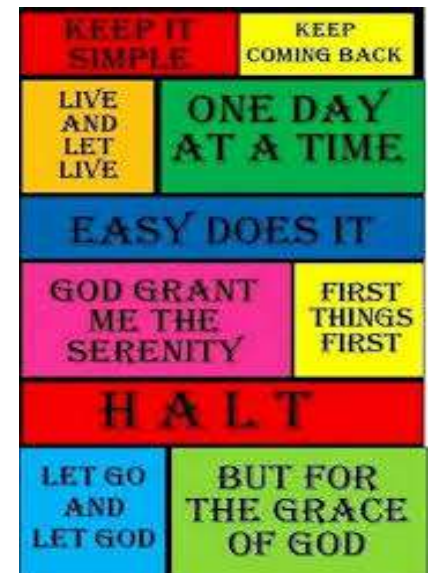 KEEP IT
SIMPLE
KEEP
COMING BACK
LIVE
AND
LET
LIVE
ONE DAY
AT A TIME
EASY DOES IT
GOD GRANT
ME THE
SERENITY
FIRST
THINGS
FIRST
H A L T
LET GO
AND
LET GOD
BUT FOR
THE GRACE
OF GOD